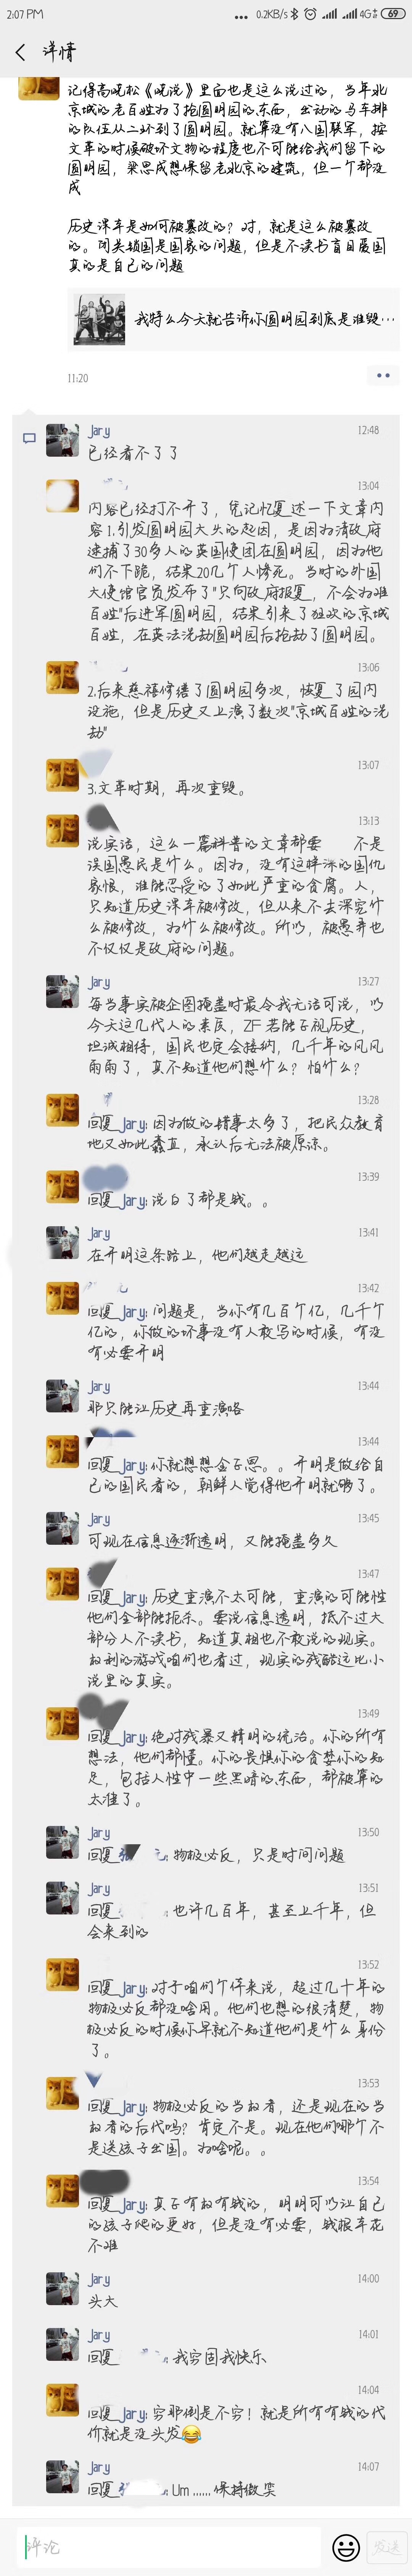 2:07 PM
... 0.2KB/s 4G 69
详情
记得高晓松《晓说》里面也是这么说过的，当年北
京城的老百姓为了抢圆明园的东西，出动的马车排
的队伍从二环到了圆明园。就算没有八国联军，按
文革的时候破坏文物的程度也不可能给我们留下的
圆明园，梁思成想保留老北京的建筑，但一个都没
成
历史课本是如何被篡改的？对，就是这么被篡改
的。闭关锁国是国家的问题，但是不读书盲目爱国
真的是自己的问题
我特么今天就告诉你圆明园到底是谁毁…
11:20
Jary
12:48
已经看不了了
13:04
内容已经打不开了，凭记忆复述一下文章内
容1.引发圆明园大火的起因，是因为清政府
逮捕了30多人的英国使团在圆明园，因为他
们不下跪，结果20几个人惨死。当时的外国
大使馆官员发布了"只向政府报复，不会为难
百姓"后进军圆明园，结果引来了狂欢的京城
百姓，在英法洗劫圆明园后抢劫了圆明园。
13:06
2.后来慈禧修缮了圆明园多次，恢复了园内
设施，但是历史又上演了数次"京城百姓的洗
劫"
13:07
3.文革时期，再次重毁。
13:13
说实话，这么一篇科普的文章都要 不是
误国愚民是什么。因为，没有这样深的国仇
家恨，谁能忍受的了如此严重的贪腐。人，
只知道历史课本被修改，但从来不去深究什
么被修改，为什么被修改。所以，被愚弄也
不仅仅是政府的问题。
Jary
13:27
每当事实被企图掩盖时最令我无话可说，以
今天这几代人的素质，ZF 若能正视历史，
坦诚相待，国民也定会接纳，几千年的风风
雨雨了，真不知道他们想什么？怕什么？
13:28
回复 Jary: 因为做的错事太多了，把民众教育
地又如此蠢直，承认后无法被原谅。
13:39
回复 Jary: 说白了都是钱。。
Jary
13:41
在开明这条路上，他们越走越远
13:42
回复 Jary: 问题是，当你有几百个亿，几千个
亿的，你做的坏事没有人敢写的时候，有没
有必要开明
Jary
13:44
那只能让历史再重演咯
13:44
回复 Jary: 你就想想金正恩。。开明是做给自
己的国民看的，朝鲜人觉得他开明就够了。
Jary
13:45
可现在信息逐渐透明，又能掩盖多久
13:47
回复 Jary: 历史重演不太可能，重演的可能性
他们全部能扼杀。要说信息透明，抵不过大
部分人不读书，知道真相也不敢说的现实。
权利的游戏咱们也看过，现实的残酷远比小
说里的真实。
13:49
回复 Jary: 绝对残暴又精明的统治。你的所有
想法，他们都懂。你的畏惧你的贪婪你的知
足，包括人性中一些黑暗的东西，都被算的
太准了。
Jary
13:50
回复 : 物极必反，只是时间问题
Jary
13:51
回复 : 也许几百年，甚至上千年，但
会来到的
13:52
回复 Jary: 对于咱们个体来说，超过几十年的
物极必反都没啥用。他们也想的很清楚，物
极必反的时候你早就不知道他们是什么身份
了。
13:53
回复 Jary: 物极必反的当权者，还是现在的当
权者的后代吗？肯定不是。现在他们哪个不
是送孩子出国。为啥呢。。
13:54
回复 Jary: 真正有权有钱的，明明可以让自己
的孩子爬的更好，但是没有必要，钱根本花
不难
Jary
14:00
头大
Jary
14:01
回复 : 我穷固我快乐
14:04
回复 Jary: 穷那倒是不穷！就是所有有钱的代
价就是没头发😂
Jary
14:07
回复 : Um ...... 保持微笑
评论
发送